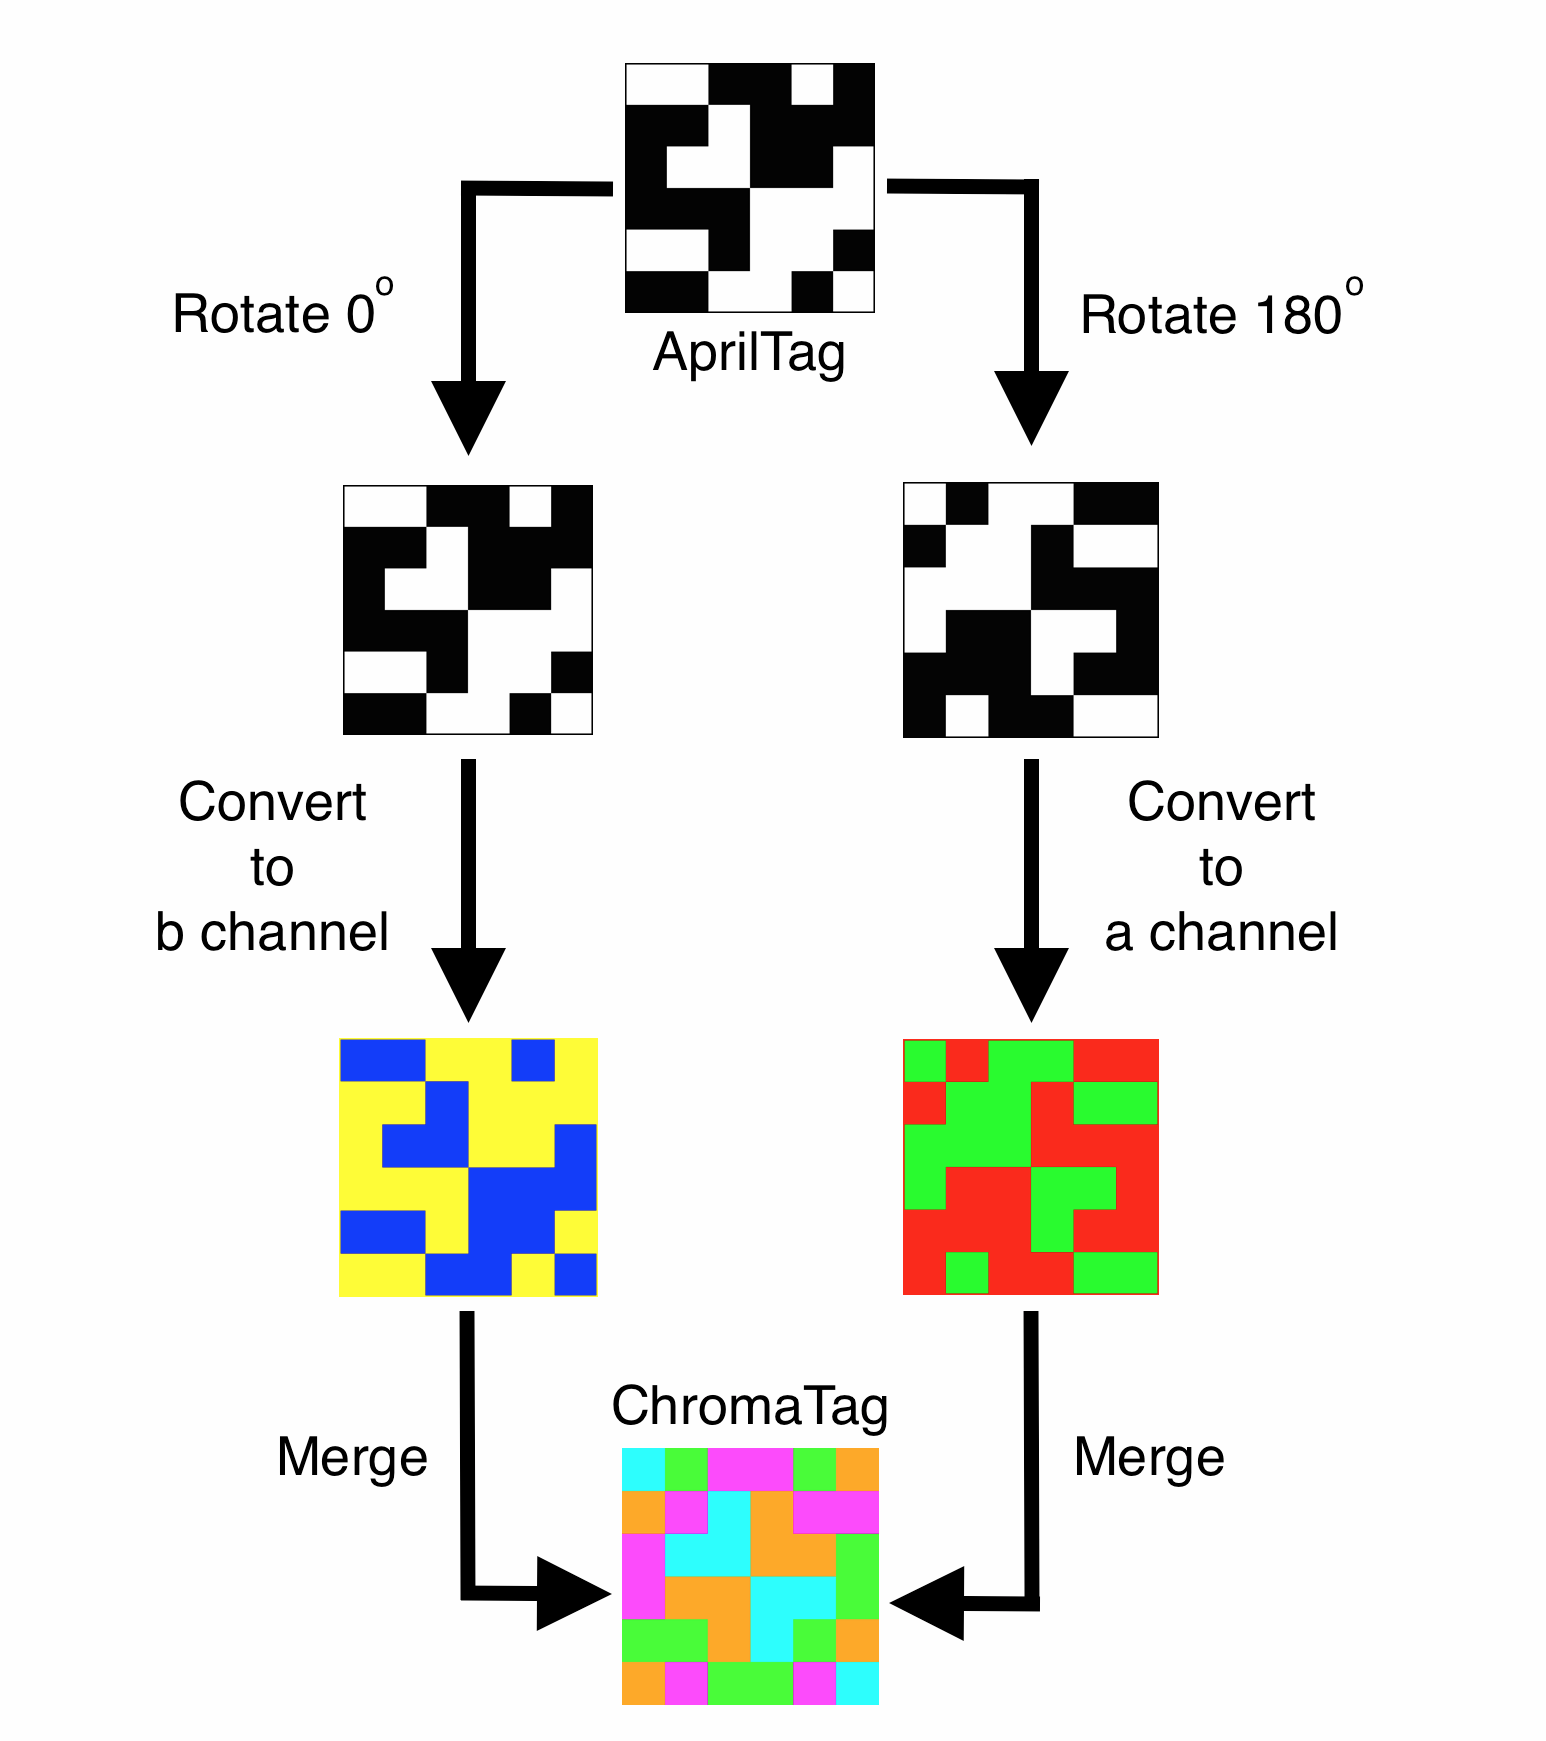 AprilTag
Rotate 0°
Rotate 180°
Convert
to
b channel
Convert
to
a channel
ChromaTag
Merge
Merge